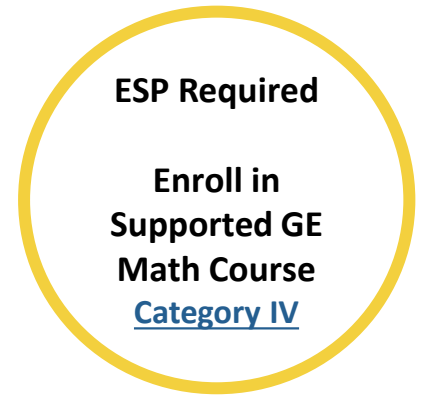 ESP Required
Enroll in
Supported GE
Math Course
Category IV